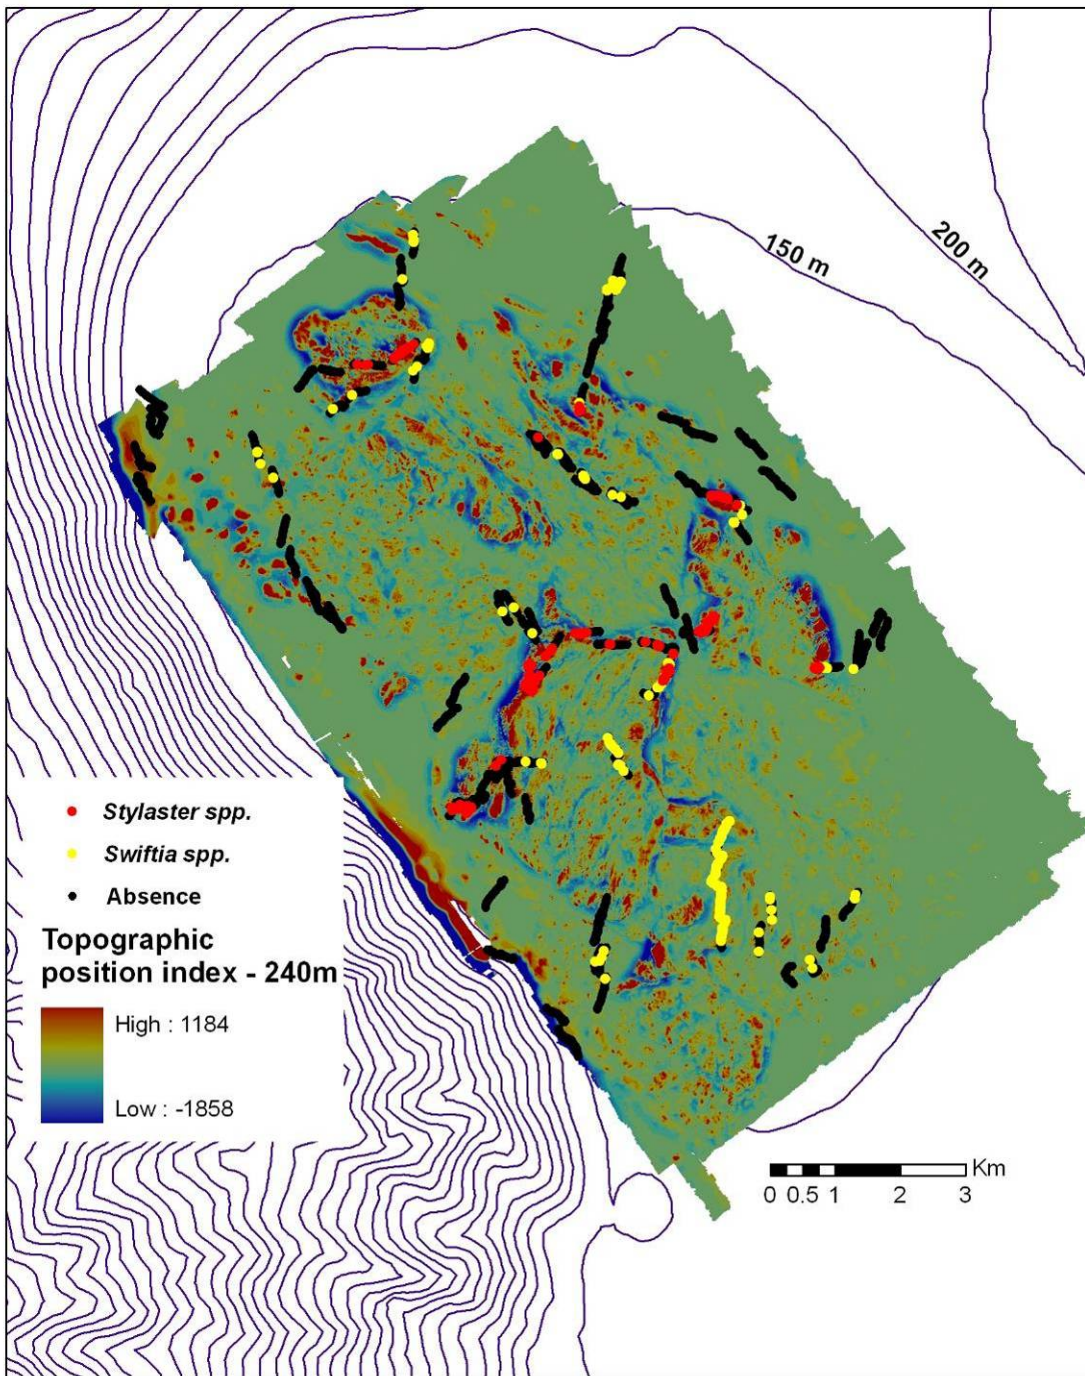 200 m
150 m
Stylaster spp.
Swiftia spp.
Absence
Topographic
position index - 240m
High : 1184
Low : -1858
Km
0 0.5 1 2 3